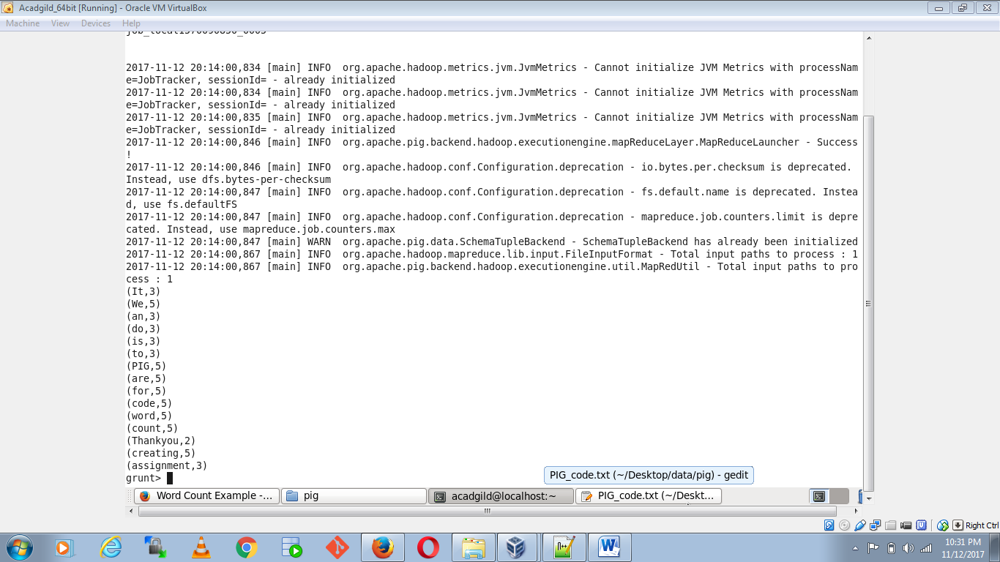 Acadgild_64bit [Running] - Oracle VM VirtualBox
Machine View Devices Help
2017-11-12 20:14:00,834 [main] INFO  org.apache.hadoop.metrics.jvm.JvmMetrics - Cannot initialize JVM Metrics with processNam
e=JobTracker, sessionId= - already initialized
2017-11-12 20:14:00,834 [main] INFO  org.apache.hadoop.metrics.jvm.JvmMetrics - Cannot initialize JVM Metrics with processNam
e=JobTracker, sessionId= - already initialized
2017-11-12 20:14:00,835 [main] INFO  org.apache.hadoop.metrics.jvm.JvmMetrics - Cannot initialize JVM Metrics with processNam
e=JobTracker, sessionId= - already initialized
2017-11-12 20:14:00,846 [main] INFO  org.apache.pig.backend.hadoop.executionengine.mapReduceLayer.MapReduceLauncher - Success
!
2017-11-12 20:14:00,846 [main] INFO  org.apache.hadoop.conf.Configuration.deprecation - io.bytes.per.checksum is deprecated.
Instead, use dfs.bytes-per-checksum
2017-11-12 20:14:00,847 [main] INFO  org.apache.hadoop.conf.Configuration.deprecation - fs.default.name is deprecated. Instea
d, use fs.defaultFS
2017-11-12 20:14:00,847 [main] INFO  org.apache.hadoop.conf.Configuration.deprecation - mapreduce.job.counters.limit is depre
cated. Instead, use mapreduce.job.counters.max
2017-11-12 20:14:00,847 [main] WARN  org.apache.pig.data.SchemaTupleBackend - SchemaTupleBackend has already been initialized
2017-11-12 20:14:00,867 [main] INFO  org.apache.hadoop.mapreduce.lib.input.FileInputFormat - Total input paths to process : 1
2017-11-12 20:14:00,867 [main] INFO  org.apache.pig.backend.hadoop.executionengine.util.MapRedUtil - Total input paths to pro
cess : 1
(It,3)
(We,5)
(an,3)
(do,3)
(is,3)
(to,3)
(PIG,5)
(are,5)
(for,5)
(code,5)
(word,5)
(count,5)
(Thankyou,2)
(creating,5)
(assignment,3)
grunt>
PIG_code.txt (~/Desktop/data/pig) - gedit
Word Count Example -... pig acadgild@localhost:~ PIG_code.txt (~/Deskt...
Right Ctrl
10:31 PM
11/12/2017